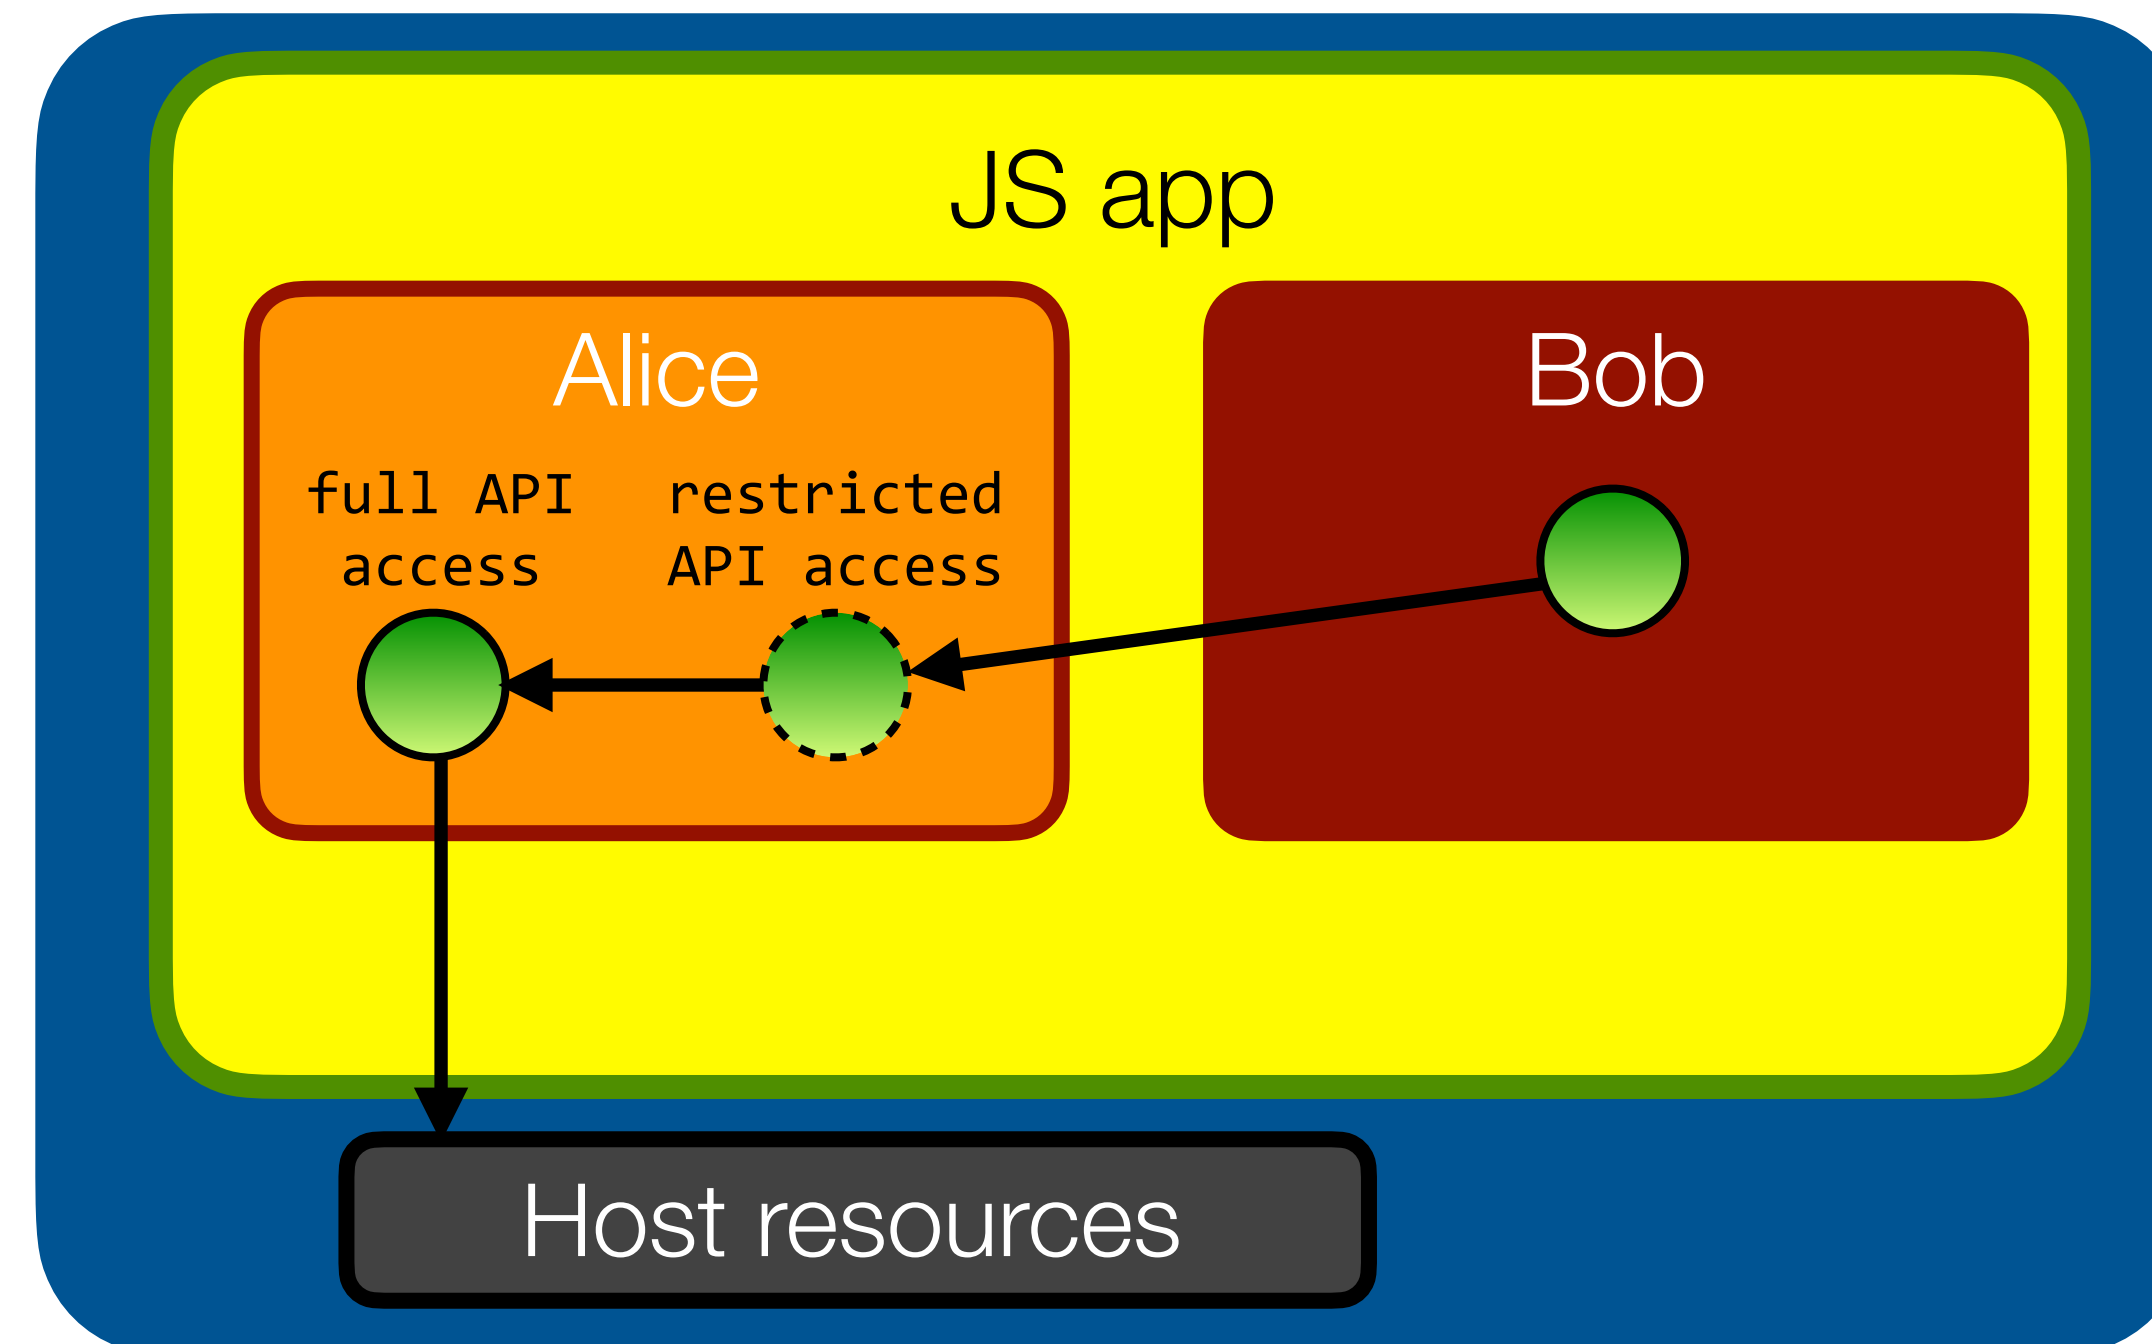 JS app
Alice
Bob
full API
access
restricted
API access
Host resources